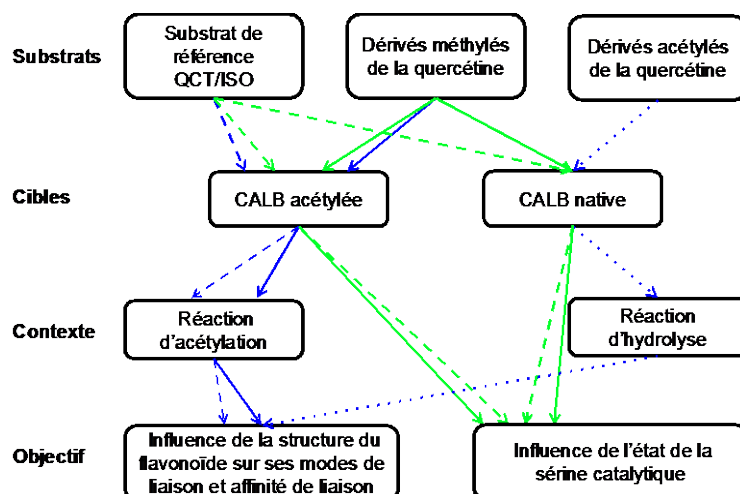 Substrats
Substrat de
référence
QCT/ISO
Dérivés méthylés
de la quercétine
Dérivés acétylés
de la quercétine
Cibles
CALB acétylée
CALB native
Contexte
Réaction
d'acétylation
Réaction
d'hydrolyse
Objectif
Influence de la structure du
flavonoïde sur ses modes de
liaison et affinité de liaison
Influence de l'état de la
sérine catalytique